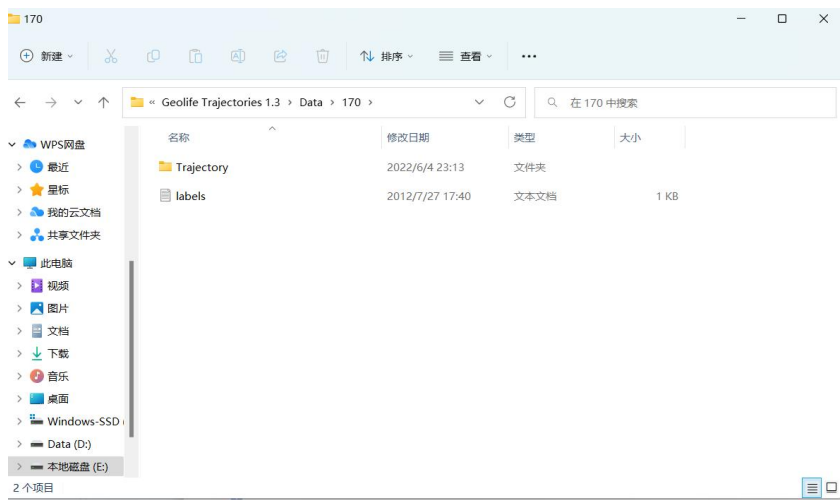 170
新建
排序
查看
« Geolife Trajectories 1.3 › Data › 170 ›
在 170 中搜索
名称 修改日期 类型 大小
Trajectory 2022/6/4 23:13 文件夹
labels 2012/7/27 17:40 文本文档 1 KB
WPS网盘
最近
星标
我的云文档
共享文件夹
此电脑
视频
图片
文档
下载
音乐
桌面
Windows-SSD (
Data (D:)
本地磁盘 (E:)
2 个项目